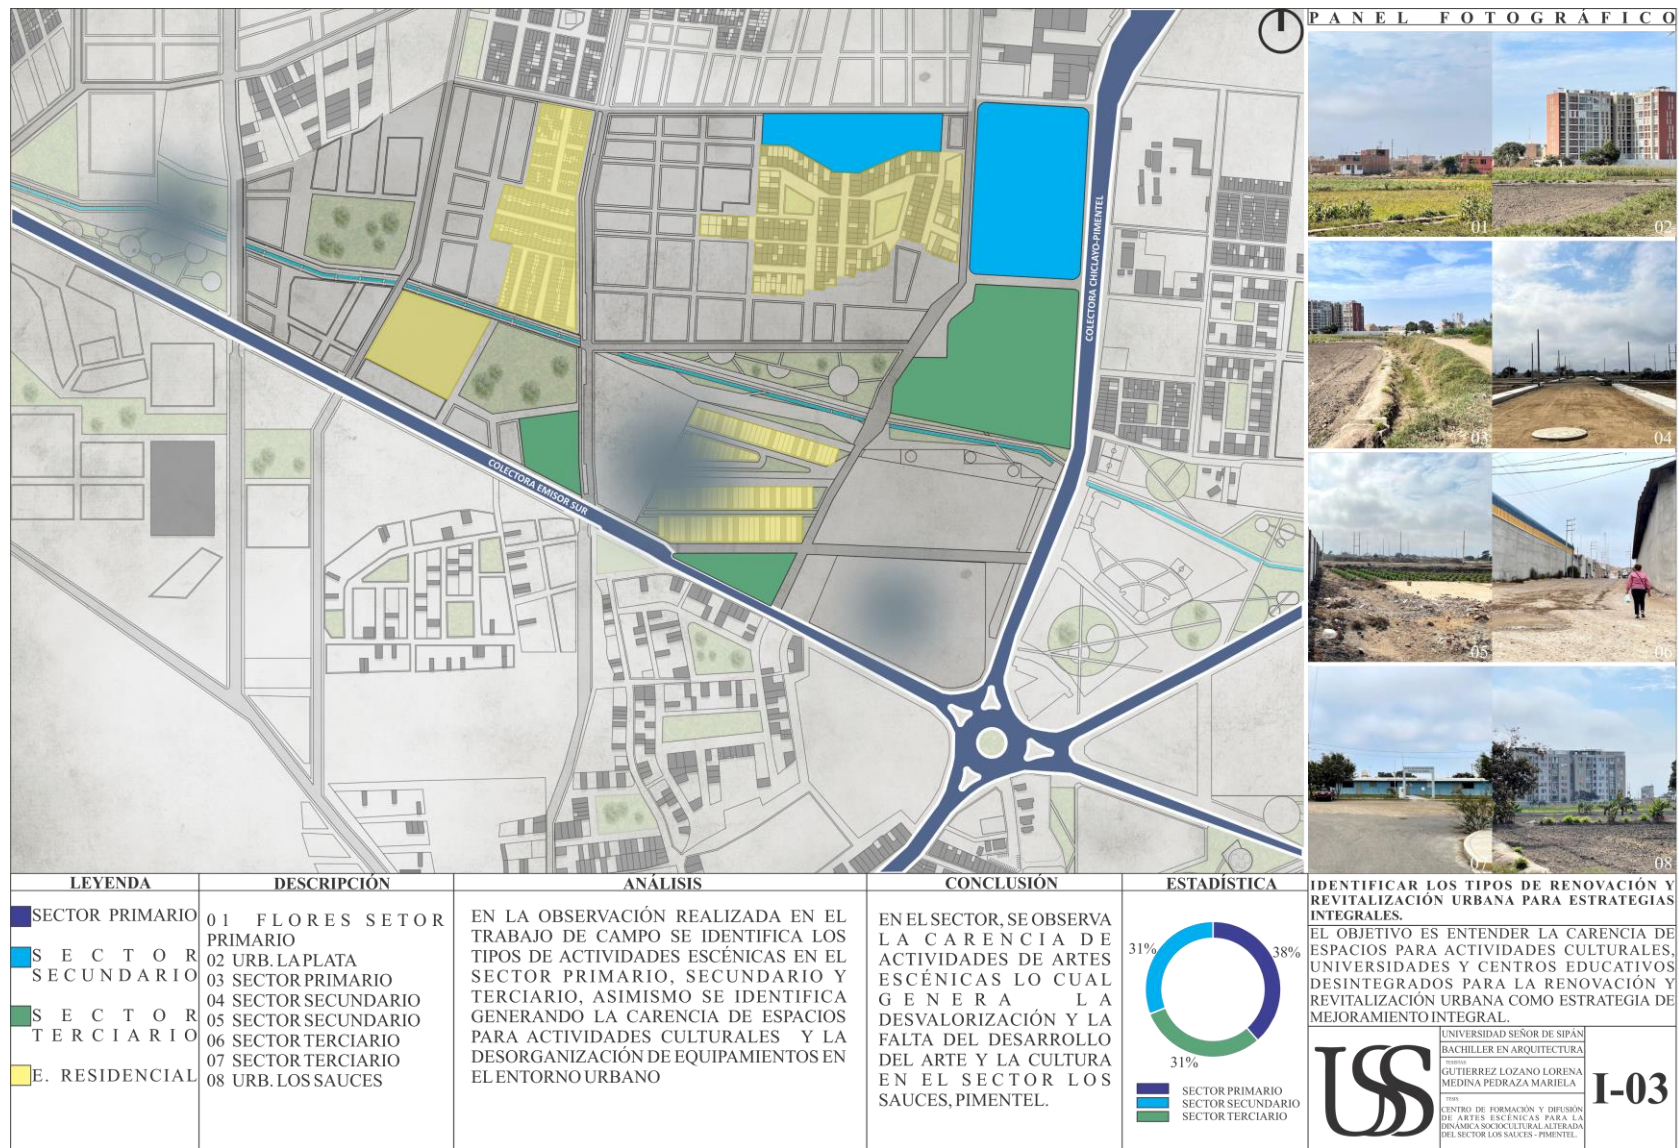 PANEL FOTOGRÁFICO
01
02
03
04
05
06
07
08
COLECTORA CHICLAYO-PIMENTEL
COLECTORA EMISOR SUR
LEYENDA
SECTOR PRIMARIO
SECTOR
SECUNDARIO
SECTOR
TERCIARIO
E. RESIDENCIAL
DESCRIPCIÓN
01 FLORES SETOR
PRIMARIO
02 URB. LA PLATA
03 SECTOR PRIMARIO
04 SECTOR SECUNDARIO
05 SECTOR SECUNDARIO
06 SECTOR TERCIARIO
07 SECTOR TERCIARIO
08 URB. LOS SAUCES
ANÁLISIS
EN LA OBSERVACIÓN REALIZADA EN EL
TRABAJO DE CAMPO SE IDENTIFICA LOS
TIPOS DE ACTIVIDADES ESCÉNICAS EN EL
SECTOR PRIMARIO, SECUNDARIO Y
TERCIARIO, ASIMISMO SE IDENTIFICA
GENERANDO LA CARENCIA DE ESPACIOS
PARA ACTIVIDADES CULTURALES Y LA
DESORGANIZACIÓN DE EQUIPAMIENTOS EN
EL ENTORNO URBANO
CONCLUSIÓN
EN EL SECTOR, SE OBSERVA
LA CARENCIA DE
ACTIVIDADES DE ARTES
ESCÉNICAS LO CUAL
GENERA LA
DESVALORIZACIÓN Y LA
FALTA DEL DESARROLLO
DEL ARTE Y LA CULTURA
EN EL SECTOR LOS
SAUCES, PIMENTEL.
ESTADÍSTICA
31%
38%
31%
SECTOR PRIMARIO
SECTOR SECUNDARIO
SECTOR TERCIARIO
IDENTIFICAR LOS TIPOS DE RENOVACIÓN Y
REVITALIZACIÓN URBANA PARA ESTRATEGIAS
INTEGRALES.
EL OBJETIVO ES ENTENDER LA CARENCIA DE
ESPACIOS PARA ACTIVIDADES CULTURALES,
UNIVERSIDADES Y CENTROS EDUCATIVOS
DESINTEGRADOS PARA LA RENOVACIÓN Y
REVITALIZACIÓN URBANA COMO ESTRATEGIA DE
MEJORAMIENTO INTEGRAL.
USS
UNIVERSIDAD SEÑOR DE SIPÁN
BACHILLER EN ARQUITECTURA
TESISTAS
GUTIERREZ LOZANO LORENA
MEDINA PEDRAZA MARIELA
TESIS
CENTRO DE FORMACIÓN Y DIFUSIÓN
DE ARTES ESCÉNICAS PARA LA
DINÁMICA SOCIOCULTURAL ALTERADA
DEL SECTOR LOS SAUCES - PIMENTEL.
I-03